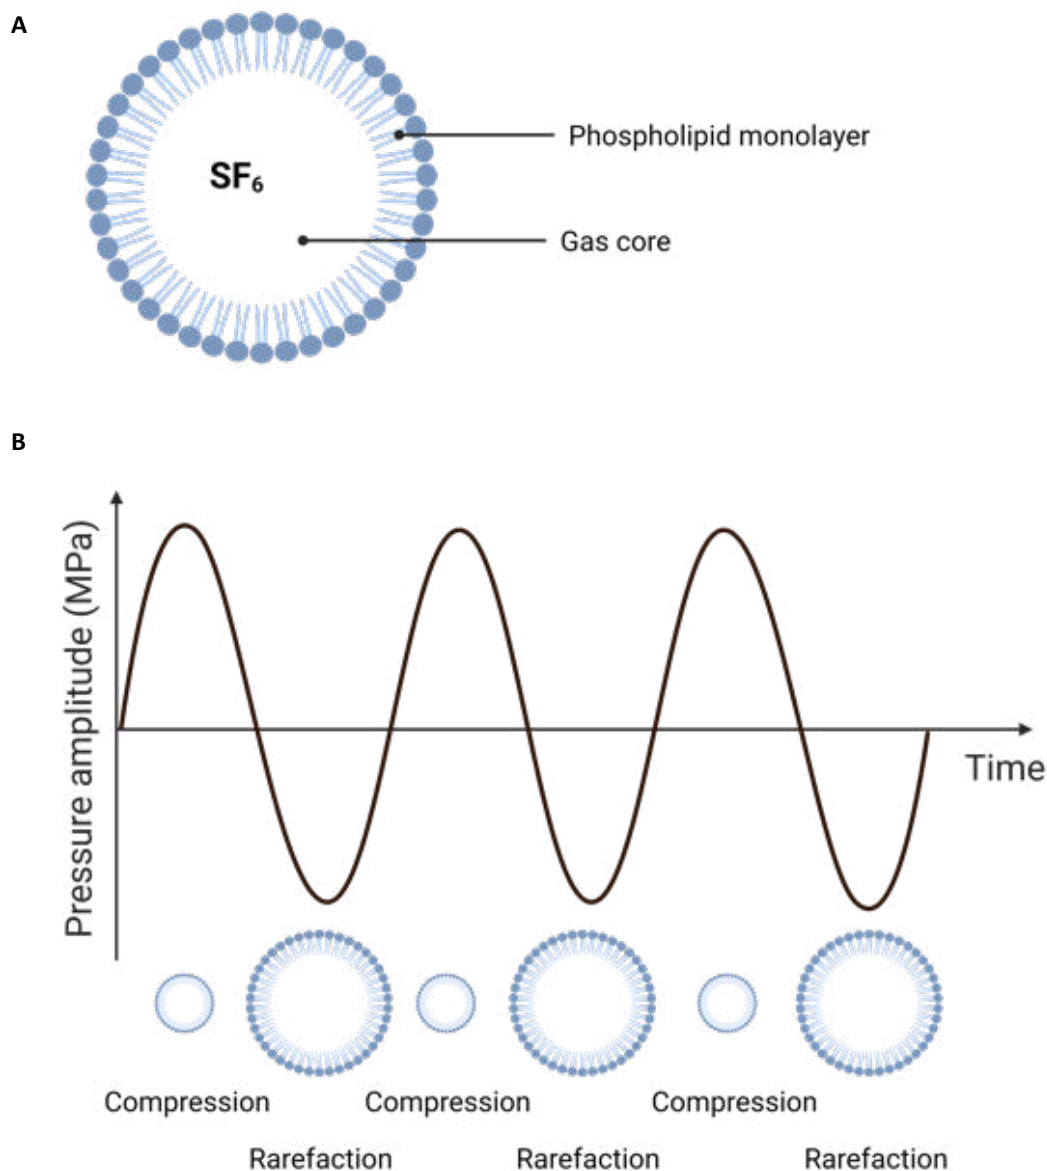 A
Phospholipid monolayer
SF₆
Gas core
B
Pressure amplitude (MPa)
Time
Compression Compression Compression
Rarefaction Rarefaction Rarefaction